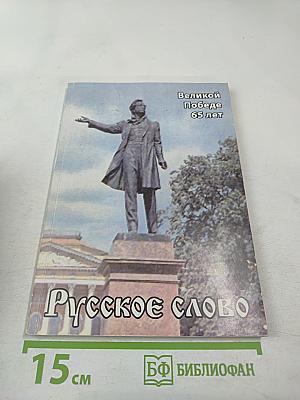 Великой
Победе
65 лет
Русское слово
15 см
БФ БИБЛИОФАН